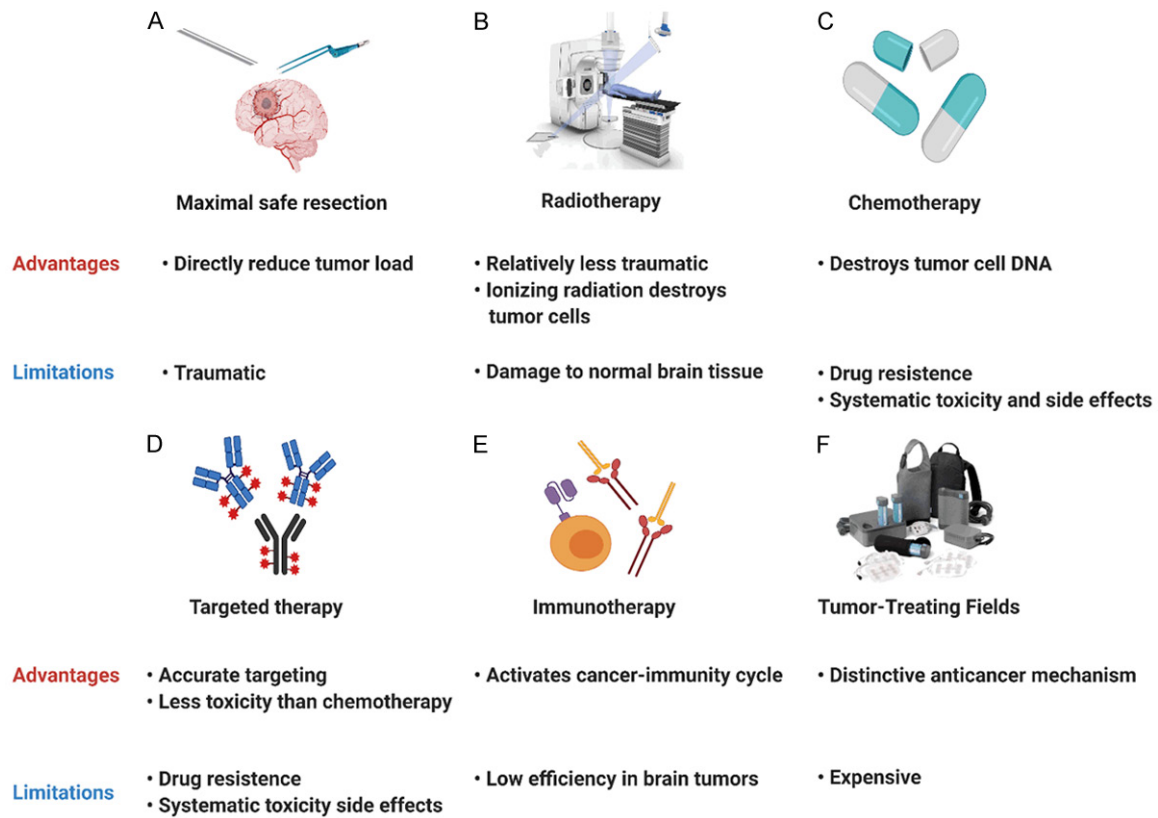 A
B
C
Maximal safe resection
Radiotherapy
Chemotherapy
Advantages
• Directly reduce tumor load
• Relatively less traumatic
• Ionizing radiation destroys
tumor cells
• Destroys tumor cell DNA
Limitations
• Traumatic
• Damage to normal brain tissue
• Drug resistence
• Systematic toxicity and side effects
D
E
F
Targeted therapy
Immunotherapy
Tumor-Treating Fields
Advantages
• Accurate targeting
• Less toxicity than chemotherapy
• Activates cancer-immunity cycle
• Distinctive anticancer mechanism
Limitations
• Drug resistence
• Systematic toxicity side effects
• Low efficiency in brain tumors
• Expensive